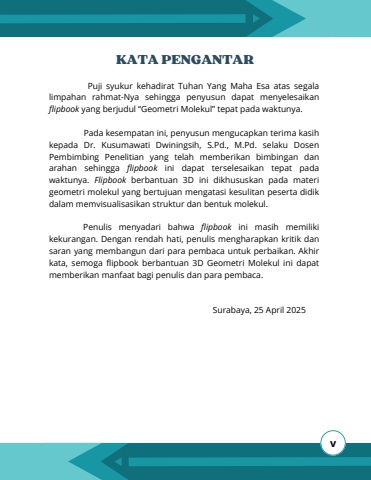 KATA PENGANTAR
Puji syukur kehadirat Tuhan Yang Maha Esa atas segala
limpahan rahmat-Nya sehingga penyusun dapat menyelesaikan
flipbook yang berjudul “Geometri Molekul” tepat pada waktunya.
Pada kesempatan ini, penyusun mengucapkan terima kasih
kepada Dr. Kusumawati Dwiningsih, S.Pd., M.Pd. selaku Dosen
Pembimbing Penelitian yang telah memberikan bimbingan dan
arahan sehingga flipbook ini dapat terselesaikan tepat pada
waktunya. Flipbook berbantuan 3D ini dikhususkan pada materi
geometri molekul yang bertujuan mengatasi kesulitan peserta didik
dalam memvisualisasikan struktur dan bentuk molekul.
Penulis menyadari bahwa flipbook ini masih memiliki
kekurangan. Dengan rendah hati, penulis mengharapkan kritik dan
saran yang membangun dari para pembaca untuk perbaikan. Akhir
kata, semoga flipbook berbantuan 3D Geometri Molekul ini dapat
memberikan manfaat bagi penulis dan para pembaca.
Surabaya, 25 April 2025
v